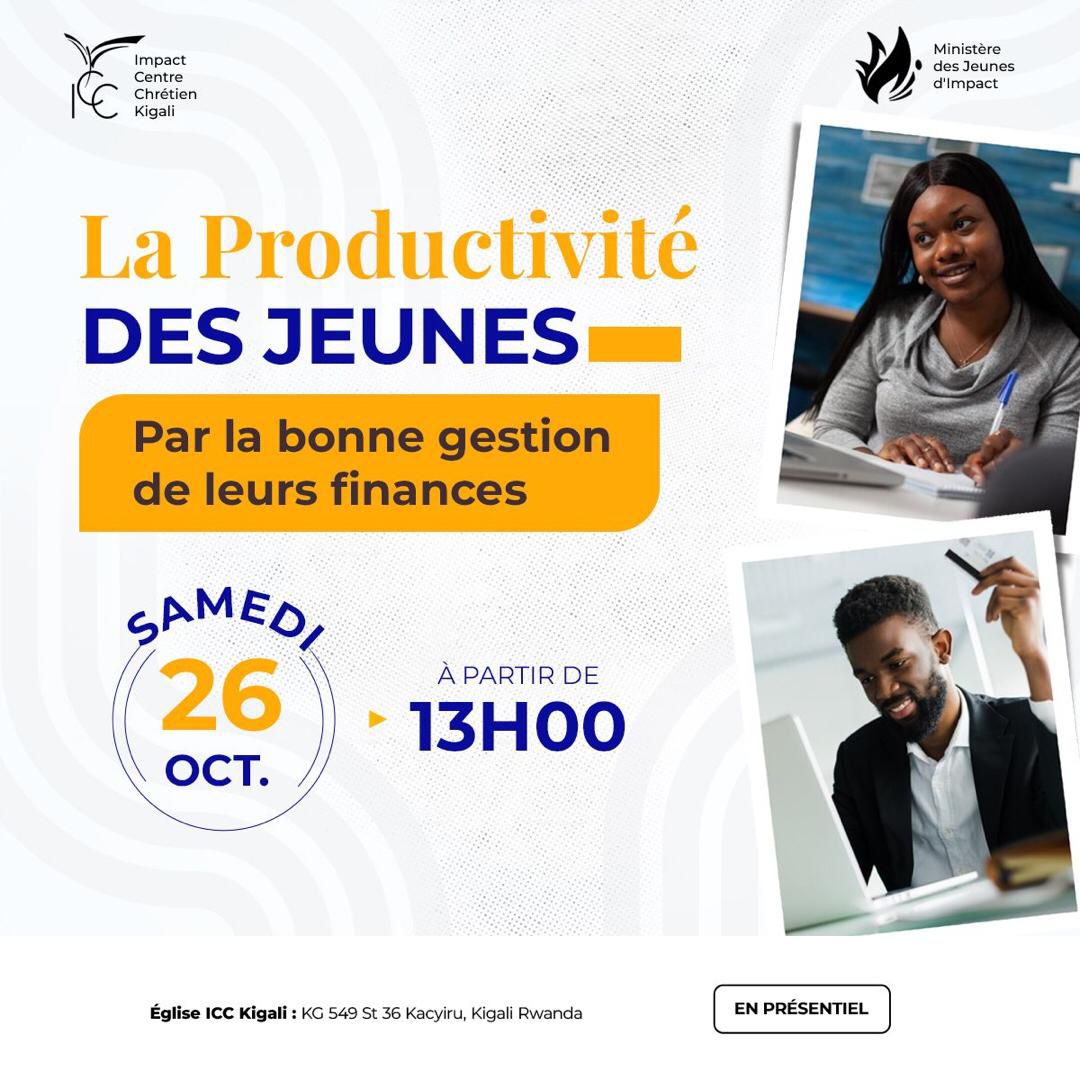 Impact
Centre
Chrétien
Kigali
ICC
Ministère
des Jeunes
d'Impact
La Productivité
DES JEUNES
Par la bonne gestion
de leurs finances
SAMEDI
26
OCT.
À PARTIR DE
13H00
Église ICC Kigali : KG 549 St 36 Kacyiru, Kigali Rwanda
EN PRÉSENTIEL